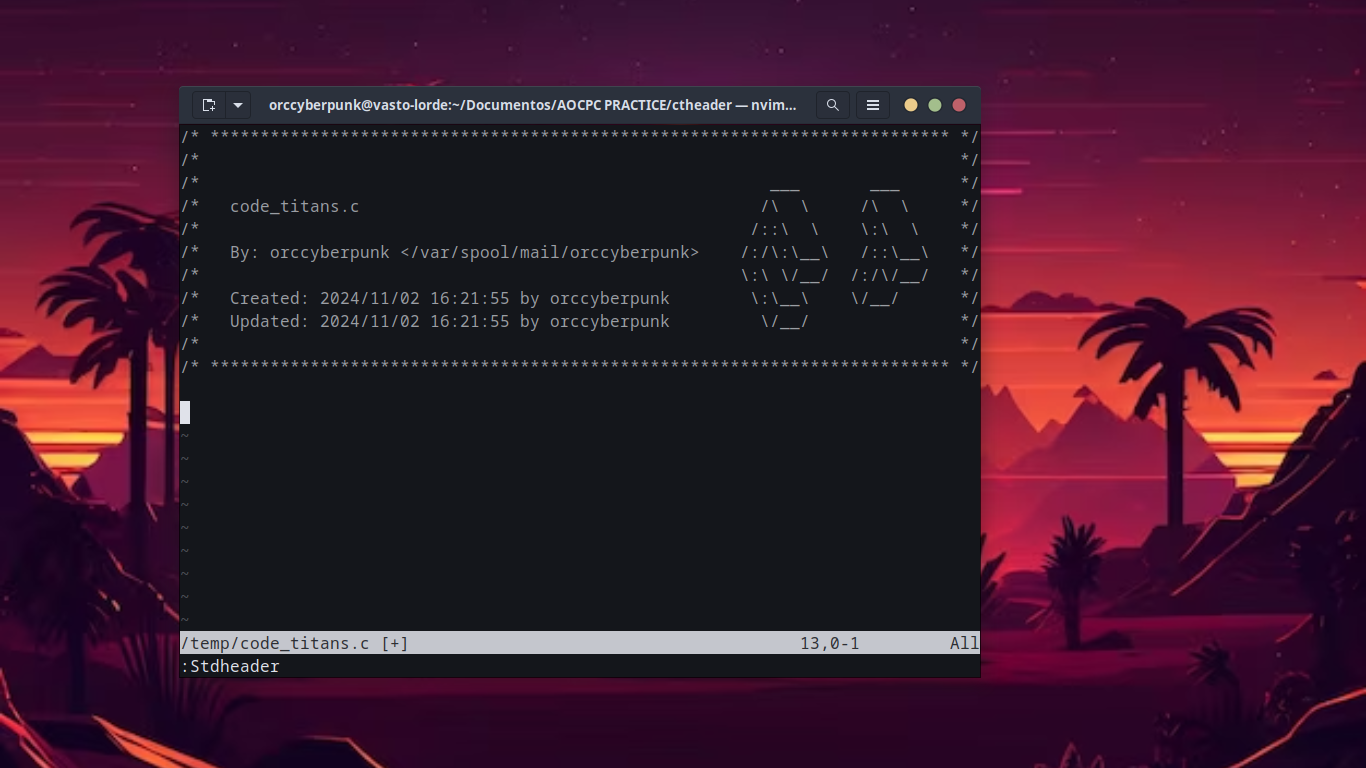 orccyberpunk@vasto-lorde:~/Documentos/AOCPC PRACTICE/ctheader — nvim...
/* ************************************************************************** */
/*                                                                            */
/*                                                         ___       ___      */
/*   code_titans.c                                        /\  \     /\  \     */
/*                                                       /::\  \    \:\  \    */
/*   By: orccyberpunk </var/spool/mail/orccyberpunk>    /:/\:\__\   /::\__\   */
/*                                                      \:\ \/__/  /:/\/__/   */
/*   Created: 2024/11/02 16:21:55 by orccyberpunk        \:\__\    \/__/      */
/*   Updated: 2024/11/02 16:21:55 by orccyberpunk         \/__/               */
/*                                                                            */
/* ************************************************************************** */
~
~
~
~
~
~
~
~
~
/temp/code_titans.c [+]                                       13,0-1         All
:Stdheader